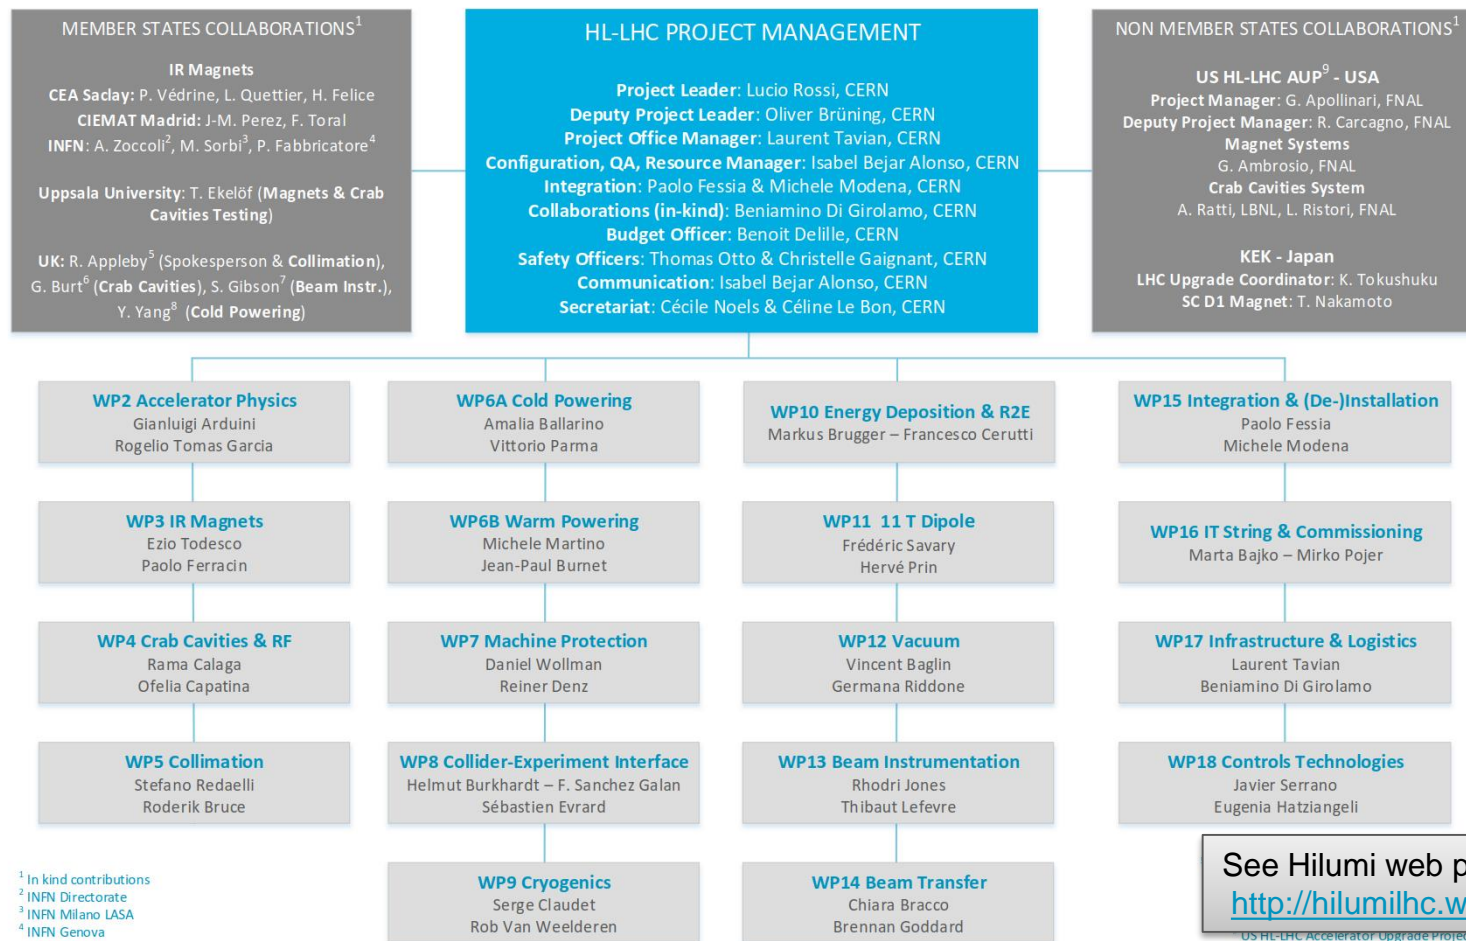 MEMBER STATES COLLABORATIONS1
IR Magnets
CEA Saclay: P. Védrine, L. Quettier, H. Felice
CIEMAT Madrid: J-M. Perez, F. Toral
INFN: A. Zoccoli2, M. Sorbi3, P. Fabbricatore4
Uppsala University: T. Ekelöf (Magnets & Crab
Cavities Testing)
UK: R. Appleby5 (Spokesperson & Collimation),
G. Burt6 (Crab Cavities), S. Gibson7 (Beam Instr.),
Y. Yang8 (Cold Powering)
HL-LHC PROJECT MANAGEMENT
Project Leader: Lucio Rossi, CERN
Deputy Project Leader: Oliver Brüning, CERN
Project Office Manager: Laurent Tavian, CERN
Configuration, QA, Resource Manager: Isabel Bejar Alonso, CERN
Integration: Paolo Fessia & Michele Modena, CERN
Collaborations (in-kind): Beniamino Di Girolamo, CERN
Budget Officer: Benoit Delille, CERN
Safety Officers: Thomas Otto & Christelle Gaignant, CERN
Communication: Isabel Bejar Alonso, CERN
Secretariat: Cécile Noels & Céline Le Bon, CERN
NON MEMBER STATES COLLABORATIONS1
US HL-LHC AUP9 - USA
Project Manager: G. Apollinari, FNAL
Deputy Project Manager: R. Carcagno, FNAL
Magnet Systems
G. Ambrosio, FNAL
Crab Cavities System
A. Ratti, LBNL, L. Ristori, FNAL
KEK - Japan
LHC Upgrade Coordinator: K. Tokushuku
SC D1 Magnet: T. Nakamoto
WP2 Accelerator Physics
Gianluigi Arduini
Rogelio Tomas Garcia
WP3 IR Magnets
Ezio Todesco
Paolo Ferracin
WP4 Crab Cavities & RF
Rama Calaga
Ofelia Capatina
WP5 Collimation
Stefano Redaelli
Roderik Bruce
WP6A Cold Powering
Amalia Ballarino
Vittorio Parma
WP6B Warm Powering
Michele Martino
Jean-Paul Burnet
WP7 Machine Protection
Daniel Wollman
Reiner Denz
WP8 Collider-Experiment Interface
Helmut Burkhardt – F. Sanchez Galan
Sébastien Evrard
WP9 Cryogenics
Serge Claudet
Rob Van Weelderen
WP10 Energy Deposition & R2E
Markus Brugger – Francesco Cerutti
WP11 11 T Dipole
Frédéric Savary
Hervé Prin
WP12 Vacuum
Vincent Baglin
Germana Riddone
WP13 Beam Instrumentation
Rhodri Jones
Thibaut Lefevre
WP14 Beam Transfer
Chiara Bracco
Brennan Goddard
WP15 Integration & (De-)Installation
Paolo Fessia
Michele Modena
WP16 IT String & Commissioning
Marta Bajko – Mirko Pojer
WP17 Infrastructure & Logistics
Laurent Tavian
Beniamino Di Girolamo
WP18 Controls Technologies
Javier Serrano
Eugenia Hatziangeli
1 In kind contributions
2 INFN Directorate
3 INFN Milano LASA
4 INFN Genova
See Hilumi web p
http://hilumilhc.w
US HL-LHC Accelerator Upgrade Projec